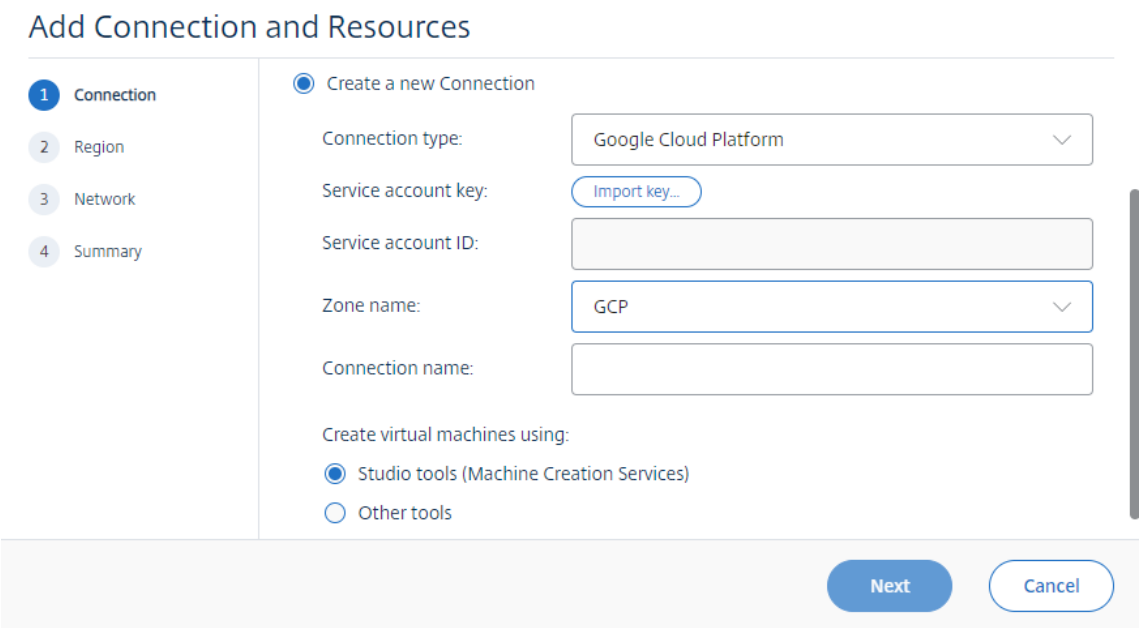 Add Connection and Resources
1 Connection
2 Region
3 Network
4 Summary
Create a new Connection
Connection type: Google Cloud Platform
Service account key: Import key...
Service account ID:
Zone name: GCP
Connection name:
Create virtual machines using:
Studio tools (Machine Creation Services)
Other tools
Next Cancel